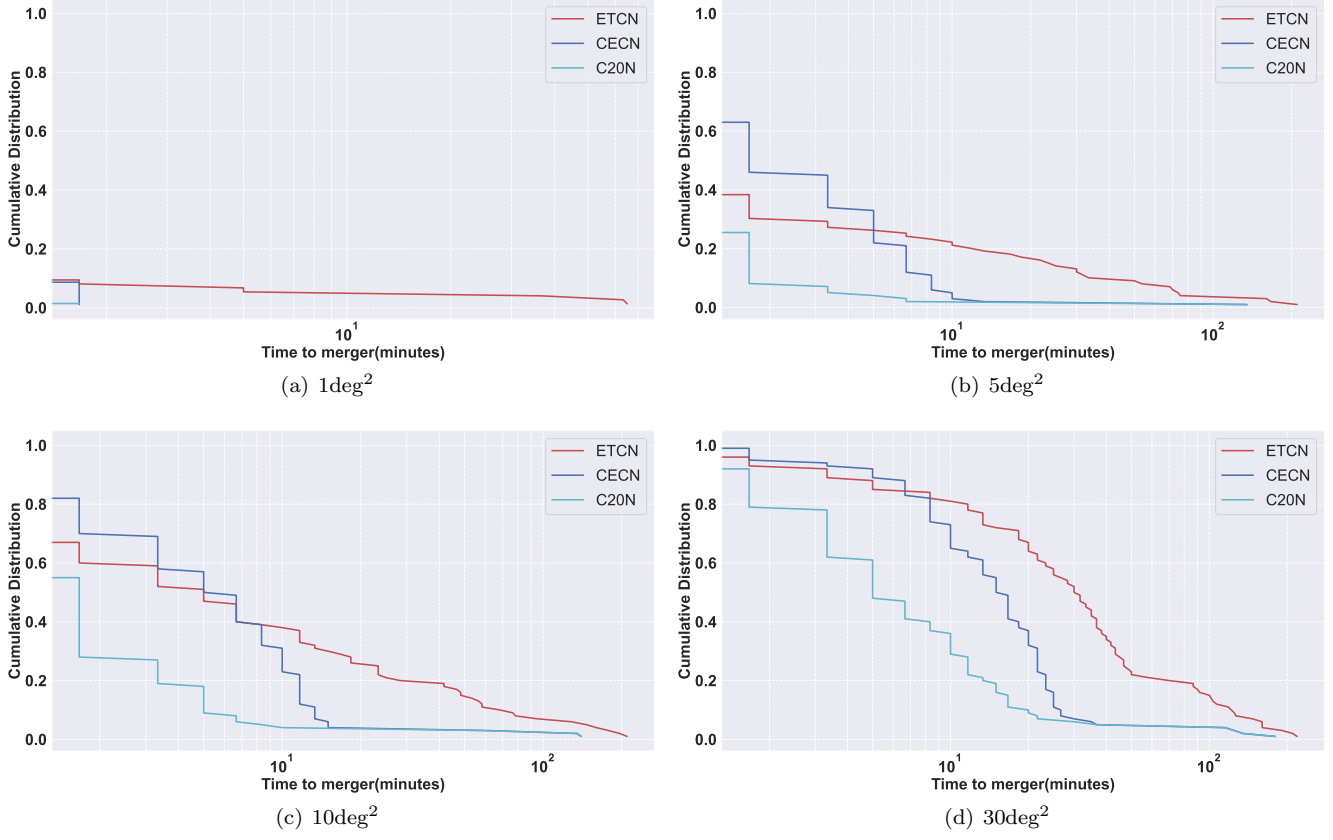 1.0
0.8
0.6
0.4
0.2
0.0
Cumulative Distribution
ETCN
CECN
C20N
10^1
Time to merger(minutes)
(a) 1deg^2
1.0
0.8
0.6
0.4
0.2
0.0
Cumulative Distribution
ETCN
CECN
C20N
10^1 10^2
Time to merger(minutes)
(b) 5deg^2
1.0
0.8
0.6
0.4
0.2
0.0
Cumulative Distribution
ETCN
CECN
C20N
10^1 10^2
Time to merger(minutes)
(c) 10deg^2
1.0
0.8
0.6
0.4
0.2
0.0
Cumulative Distribution
ETCN
CECN
C20N
10^1 10^2
Time to merger(minutes)
(d) 30deg^2